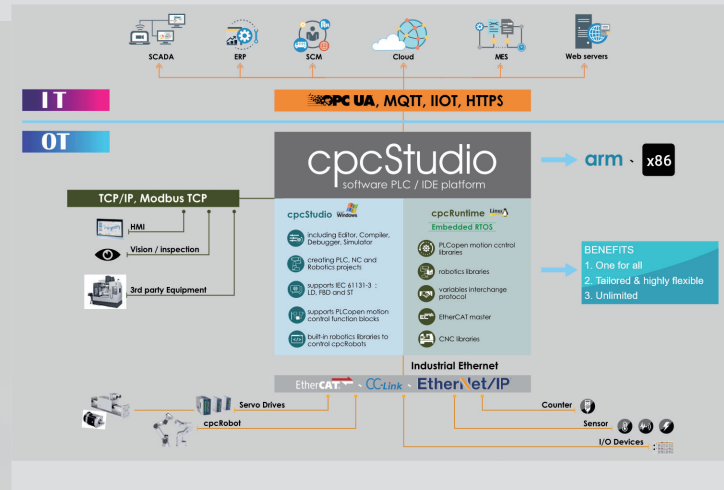 SCADA
ERP
SCM
Cloud
MES
Web servers
IT
OPC UA, MQTT, IIOT, HTTPS
OT
cpcStudio
software PLC / IDE platform
arm、x86
TCP/IP, Modbus TCP
HMI
Vision / inspection
3rd party Equipment
cpcStudio Windows
including Editor, Compiler,
Debugger, Simulator
creating PLC, NC and
Robotics projects
supports IEC 61131-3 :
LD, FBD and ST
supports PLCopen motion
control function blocks
built-in robotics libraries to
control cpcRobots
cpcRuntime Linux
Embedded RTOS
PLCopen motion control
libraries
robotics libraries
variables interchange
protocol
EtherCAT master
CNC libraries
BENEFITS
1. One for all
2. Tailored & highly flexible
3. Unlimited
Industrial Ethernet
EtherCAT、CC-Link、EtherNet/IP
Servo Drives
cpcRobot
Counter
Sensor
I/O Devices